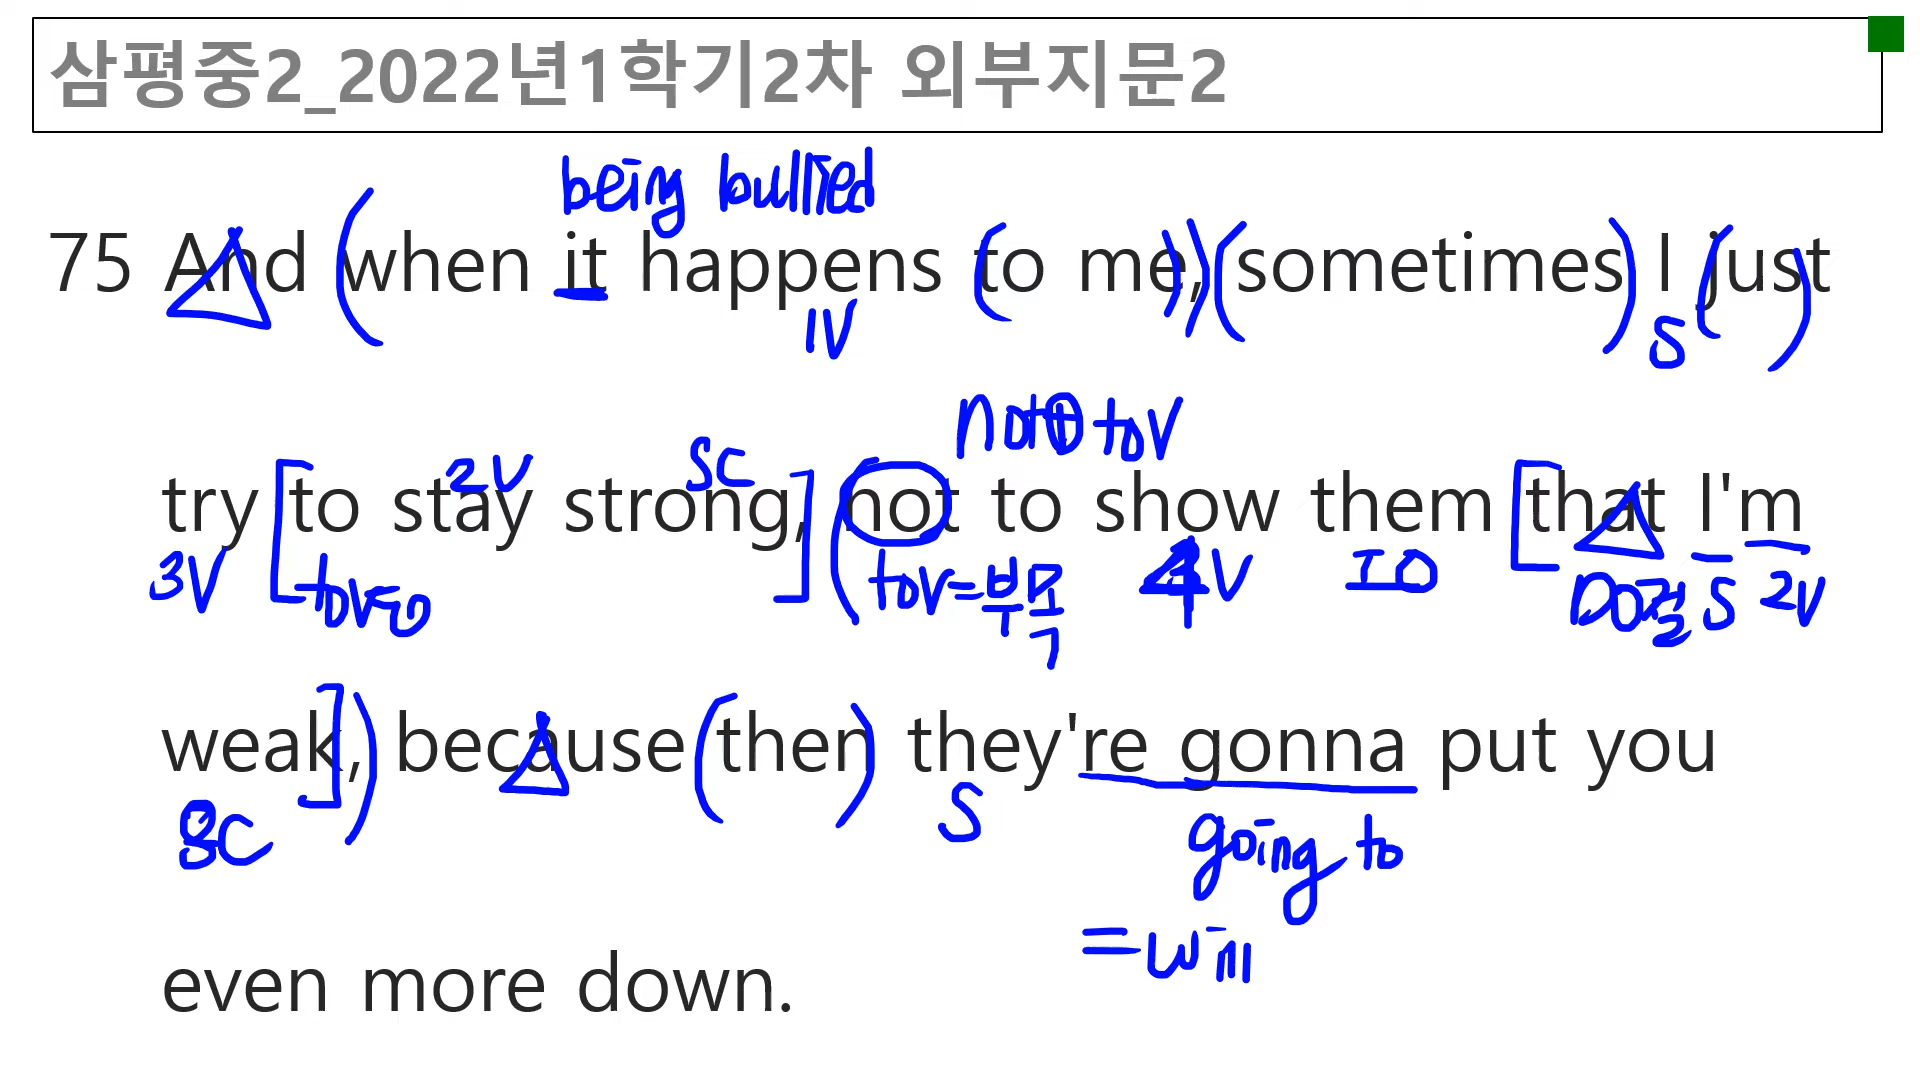 삼평중2_2022년1학기2차 외부지문2
being bullied
75 And when it happens to me, sometimes I just
1V S
not to V
2V SC
try to stay strong, not to show them that I'm
3V toV=O toV=부 4V IO DO절 S 2V
weak, because then they're gonna put you
SC S going to
=will
even more down.